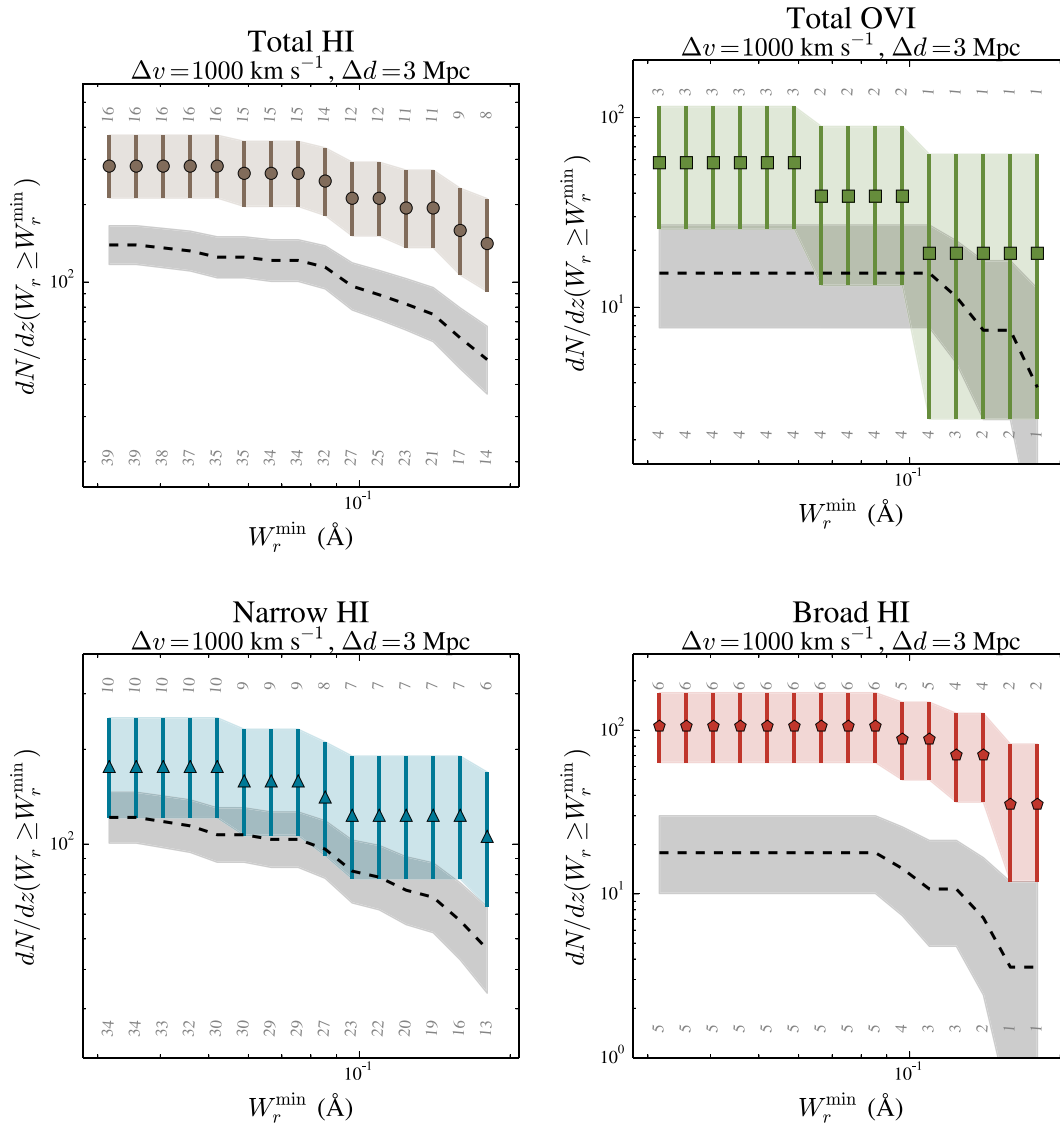 Total HI
Δv=1000 km s⁻¹, Δd=3 Mpc
16 16 16 16 16 15 15 15 14 12 12 11 11 9 8
10²
dN/dz(W_r ≥W_r^min)
39 39 38 37 35 35 34 34 32 27 25 23 21 17 14
10⁻¹
W_r^min (Å)
Total OVI
Δv=1000 km s⁻¹, Δd=3 Mpc
3 3 3 3 3 3 2 2 2 2 1 1 1 1 1
10²
10¹
dN/dz(W_r ≥W_r^min)
4 4 4 4 4 4 4 4 4 4 4 3 2 2 1
10⁻¹
W_r^min (Å)
Narrow HI
Δv=1000 km s⁻¹, Δd=3 Mpc
10 10 10 10 10 9 9 9 8 7 7 7 7 7 6
10²
dN/dz(W_r ≥W_r^min)
34 34 33 32 30 30 29 29 27 23 22 20 19 16 13
10⁻¹
W_r^min (Å)
Broad HI
Δv=1000 km s⁻¹, Δd=3 Mpc
6 6 6 6 6 6 6 6 6 5 5 4 4 2 2
10²
10¹
10⁰
dN/dz(W_r ≥W_r^min)
5 5 5 5 5 5 5 5 5 4 3 3 2 1 1
10⁻¹
W_r^min (Å)